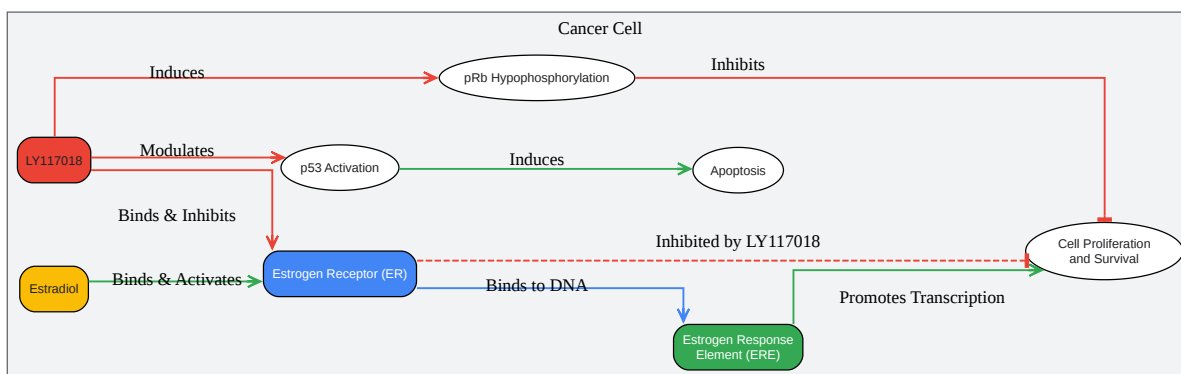 Cancer Cell
Induces
pRb Hypophosphorylation
Inhibits
LY117018
Modulates
p53 Activation
Induces
Apoptosis
Binds & Inhibits
Inhibited by LY117018
Cell Proliferation
and Survival
Estradiol
Binds & Activates
Estrogen Receptor (ER)
Binds to DNA
Promotes Transcription
Estrogen Response
Element (ERE)